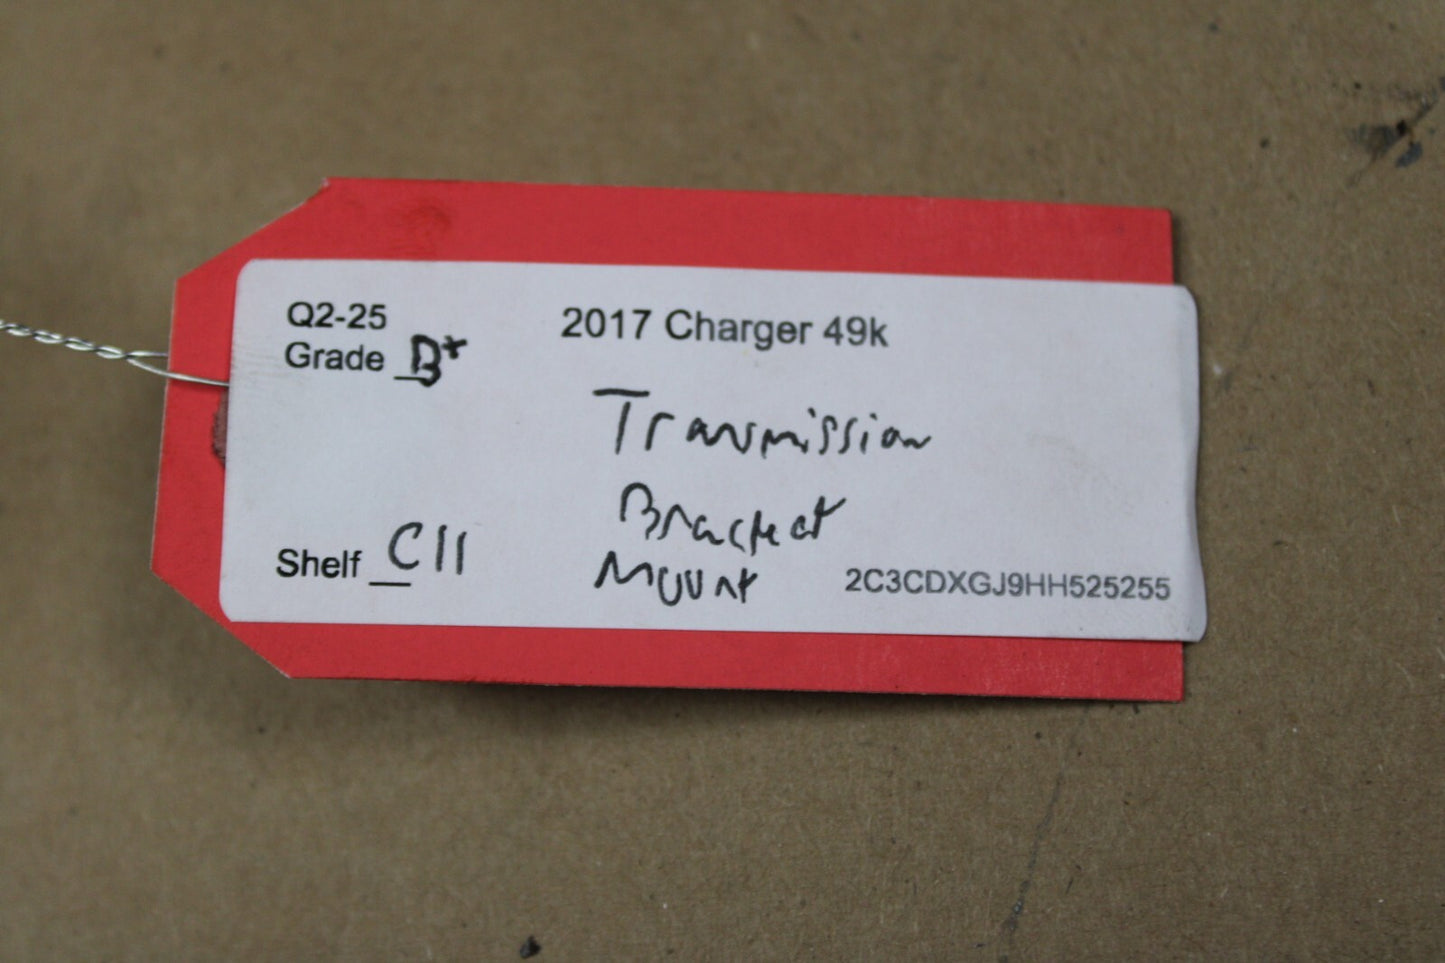 Q2-25
2017 Charger 49k
Grade B+
Transmission
Bracket
Mount
Shelf C11
2C3CDXGJ9HH525255